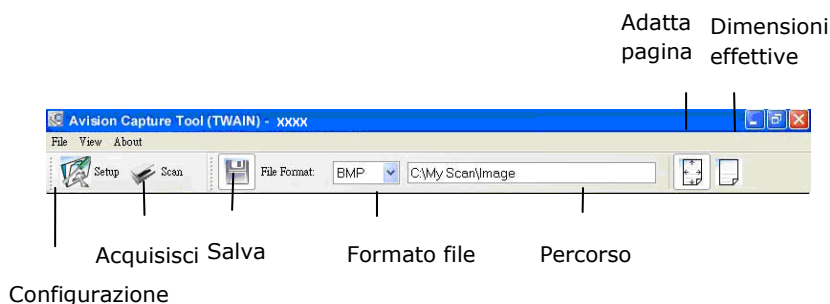 Adatta pagina
Dimensioni effettive
Avision Capture Tool (TWAIN) - xxxx
File View About
Setup Scan File Format: BMP C:\My Scan\Image
Acquisisci Salva Formato file Percorso
Configurazione